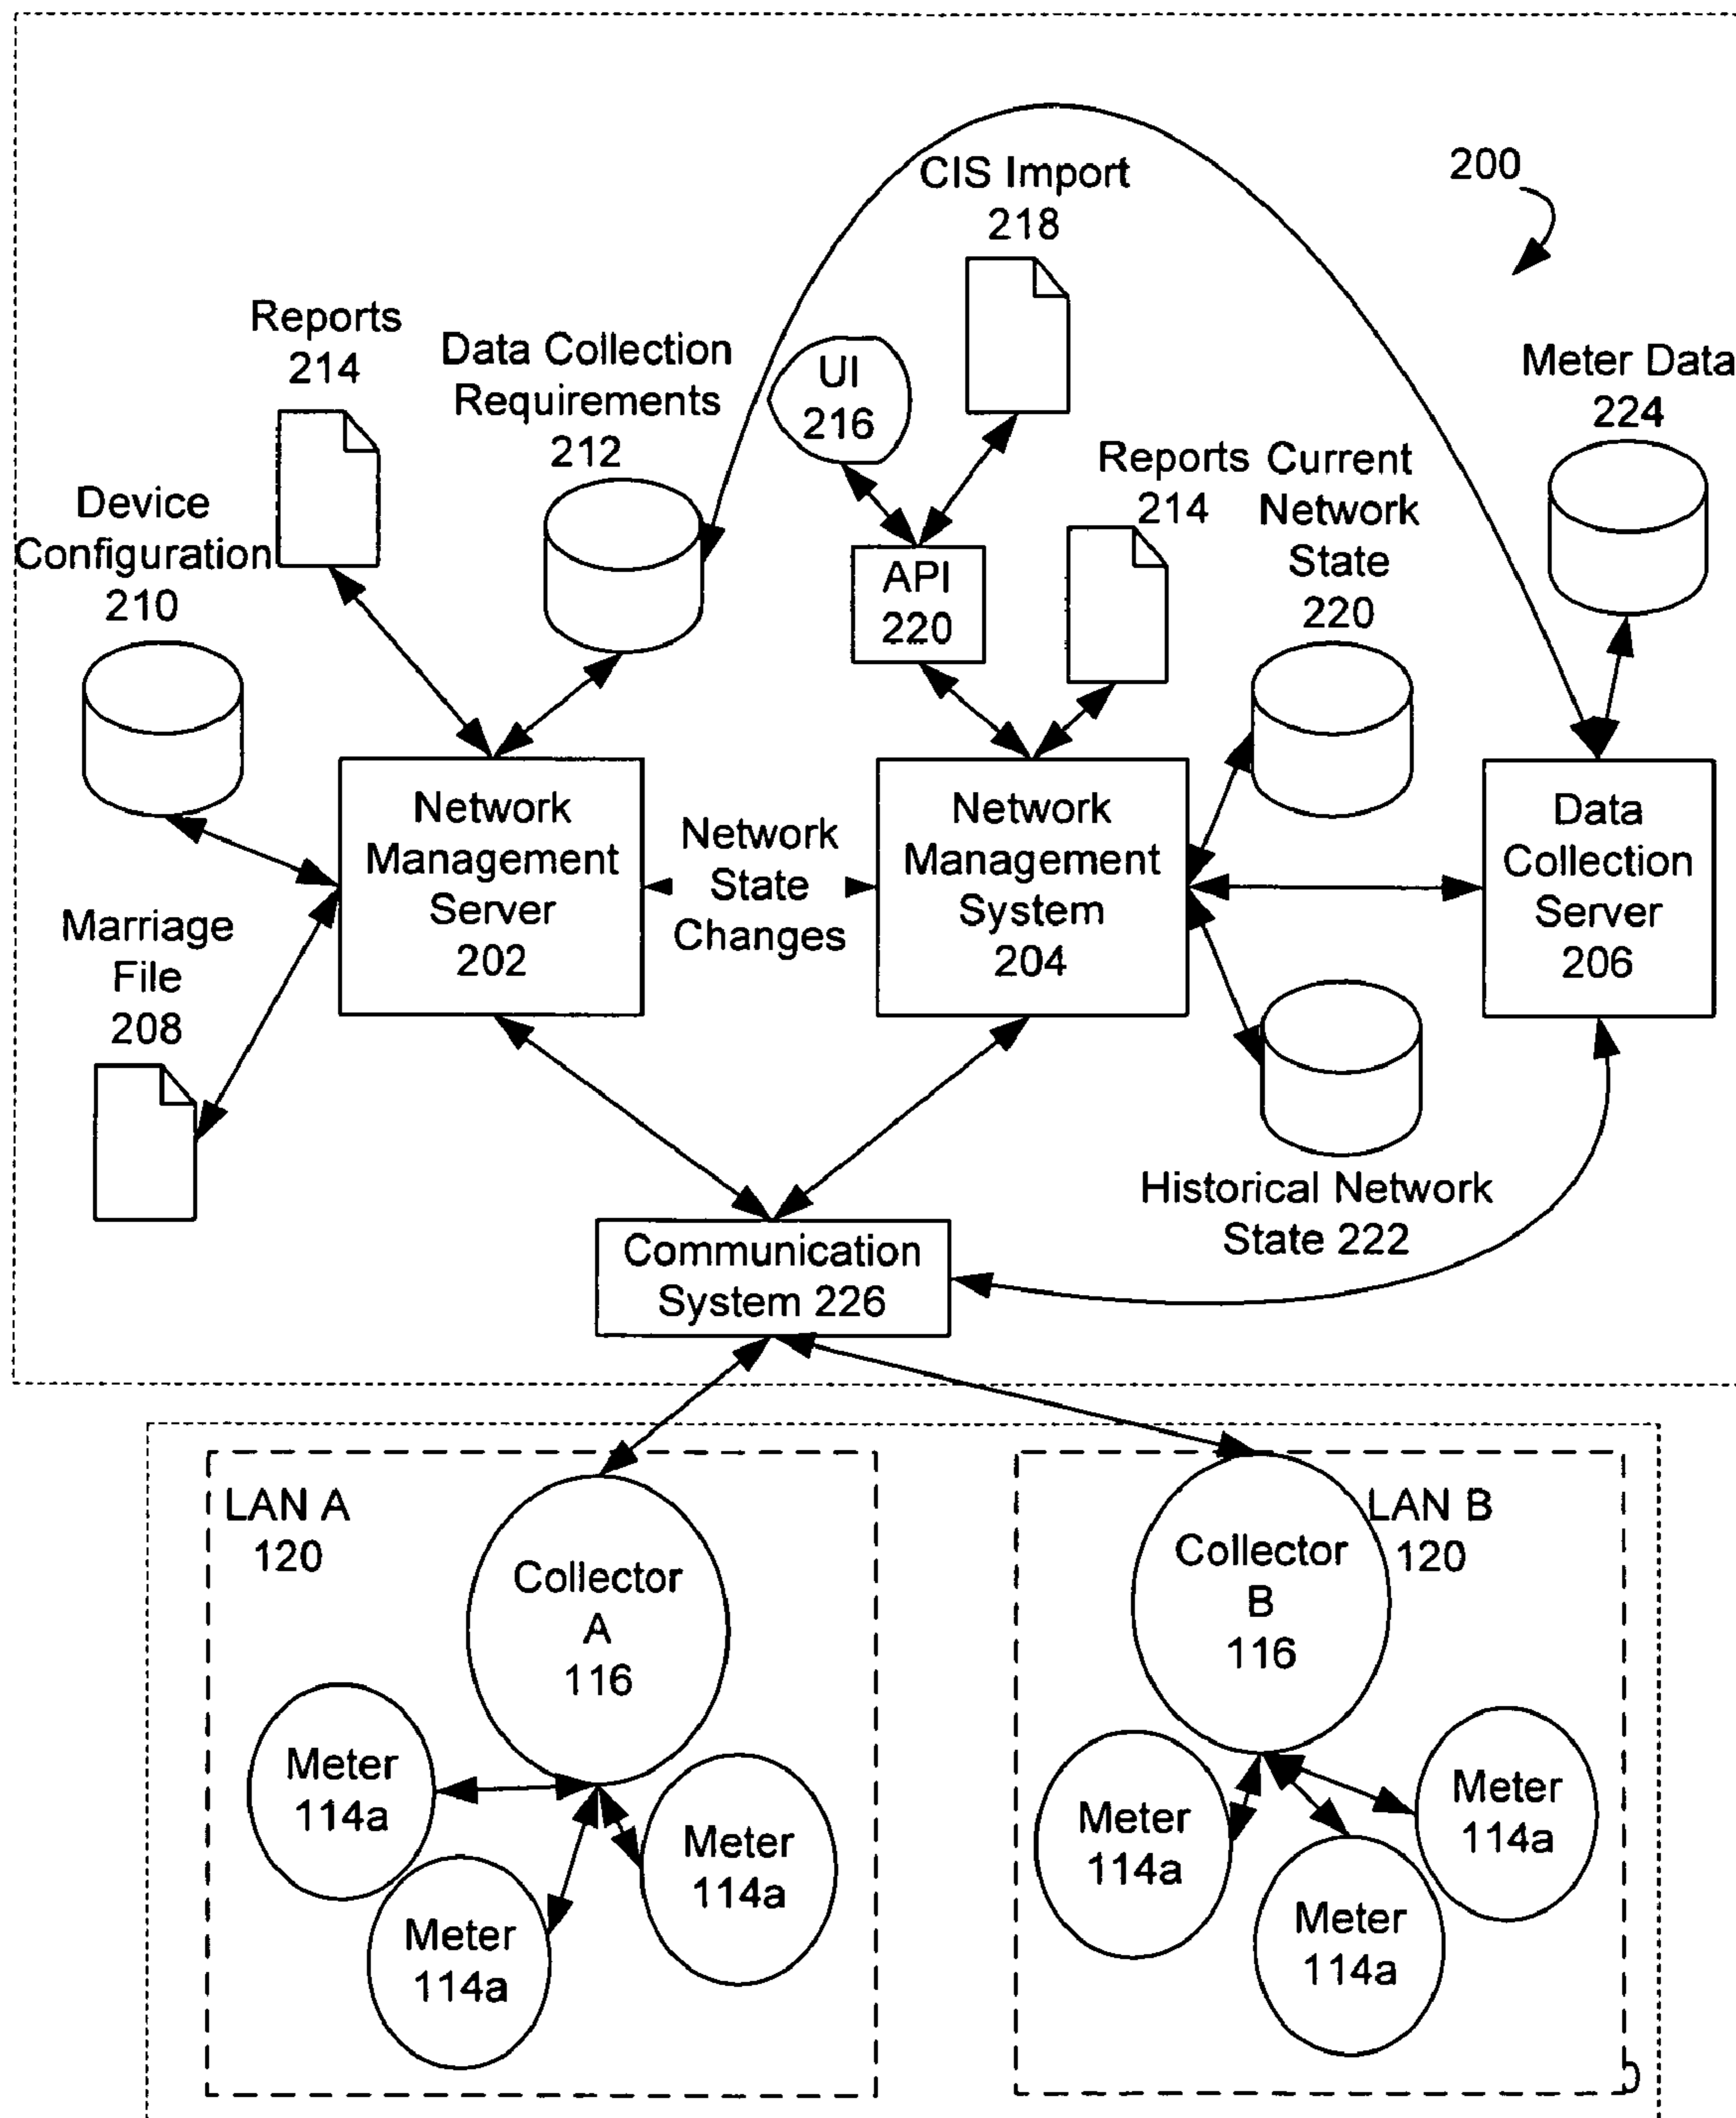 200
CIS Import
218
Reports
214
Data Collection
Requirements
212
UI
216
Meter Data
224
Device
Configuration
210
API
220
Reports
214
Current
Network
State
220
Network
Management
Server
202
Network
State
Changes
Network
Management
System
204
Data
Collection
Server
206
Marriage
File
208
Historical Network
State 222
Communication
System 226
LAN A
120
Collector
A
116
Meter
114a
Meter
114a
Meter
114a
LAN B
120
Collector
B
116
Meter
114a
Meter
114a
Meter
114a